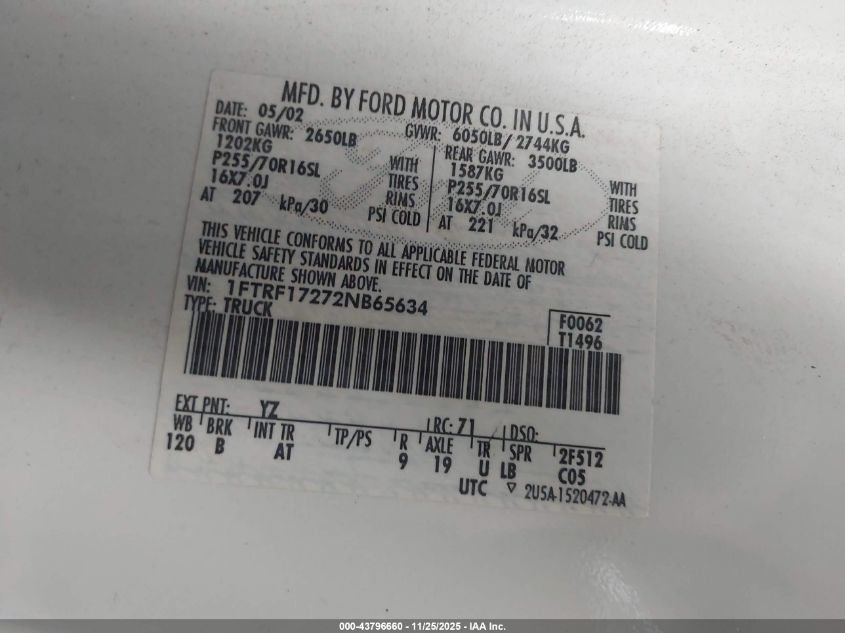 MFD. BY FORD MOTOR CO. IN U.S.A.
DATE: 05/02 GVWR: 6050LB/ 2744KG
FRONT GAWR: 2650LB REAR GAWR: 3500LB
1202KG WITH 1587KG WITH
P255/70R16SL TIRES P255/70R16SL TIRES
16X7.0J RIMS 16X7.0J RIMS
AT 207 kPa/30 PSI COLD AT 221 kPa/32 PSI COLD
THIS VEHICLE CONFORMS TO ALL APPLICABLE FEDERAL MOTOR
VEHICLE SAFETY STANDARDS IN EFFECT ON THE DATE OF
MANUFACTURE SHOWN ABOVE.
VIN: 1FTRF17272NB65634
TYPE: TRUCK
F0062
T1496
EXT PNT: YZ RC: 71 DSO:
WB BRK INT TR TP/PS R AXLE TR SPR 2F512
120 B AT 9 19 U LB C05
UTC ▽ 2USA-1520472-AA
000-43796660 - 11/25/2025 - IAA Inc.